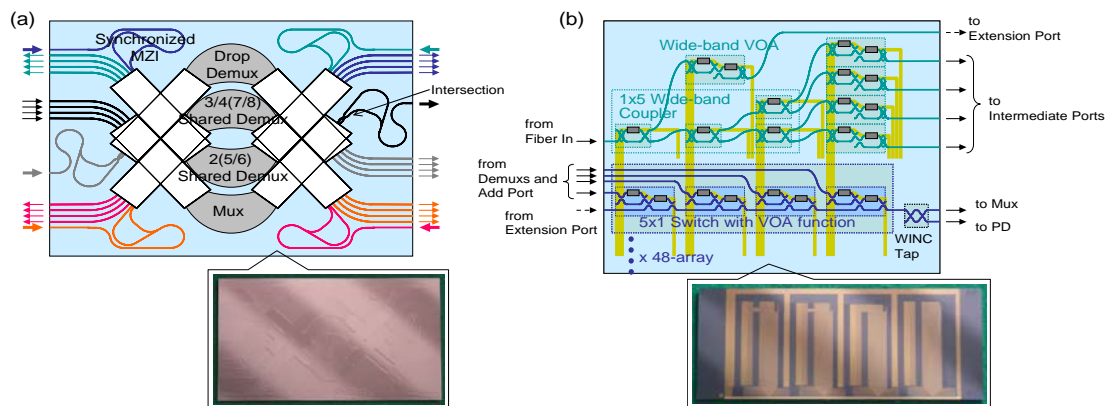 (a)
Synchronized
MZI
Drop
Demux
3/4(7/8)
Shared Demux
2(5/6)
Shared Demux
Mux
Intersection
(b)
to
Extension Port
Wide-band VOA
1x5 Wide-band
Coupler
to
Intermediate Ports
from
Fiber In
from
Demuxs and
Add Port
from
Extension Port
5x1 Switch with VOA function
to Mux
to PD
WINC
Tap
x 48-array